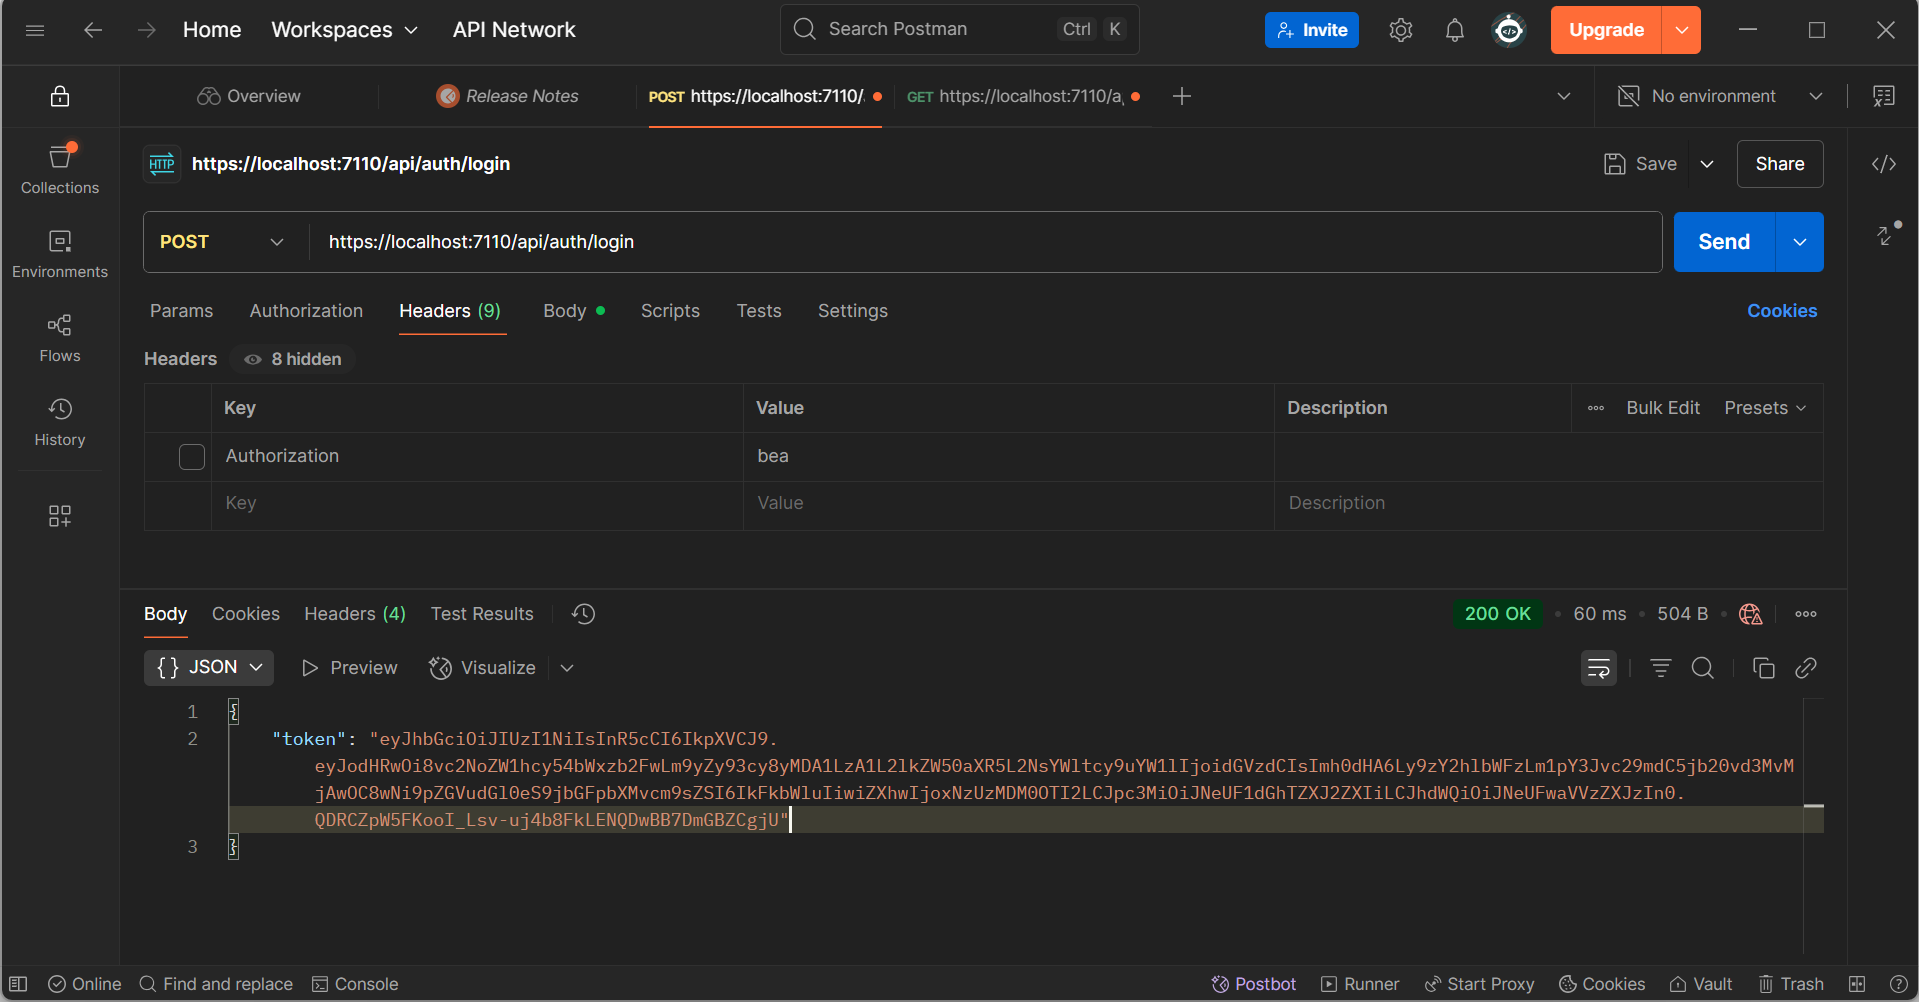 Home Workspaces API Network Search Postman Ctrl K Invite Upgrade
Overview Release Notes POST https://localhost:7110/ GET https://localhost:7110/a No environment
Collections
Environments
Flows
History
HTTP https://localhost:7110/api/auth/login Save Share
POST https://localhost:7110/api/auth/login Send
Params Authorization Headers (9) Body Scripts Tests Settings Cookies
Headers 8 hidden
Key Value Description Bulk Edit Presets
Authorization bea
Key Value Description
Body Cookies Headers (4) Test Results 200 OK 60 ms 504 B
{} JSON Preview Visualize
1 {
2 "token": "eyJhbGciOiJIUzI1NiIsInR5cCI6IkpXVCJ9.
eyJodHRwOi8vc2NoZW1hcy54bWxzb2FwLm9yZy93cy8yMDA1LzA1L2lkZW50aXR5L2NsYWltcy9uYW1lIjoidGVzdCIsImh0dHA6Ly9zY2hlbWFzLm1pY3Jvc29mdC5jb20vd3MvM
jAwOC8wNi9pZGVudGl0eS9jbGFpbXMvcm9sZSI6IkFkbWluIiwiZXhwIjoxNzUzMDM0OTI2LCJpc3MiOiJNeUF1dGhTZXJ2ZXIiLCJhdWQiOiJNeUFwaVVzZXJzIn0.
QDRCZpW5FKooI_Lsv-uj4b8FkLENQDwBB7DmGBZCgjU"
3 }
Online Find and replace Console Postbot Runner Start Proxy Cookies Vault Trash